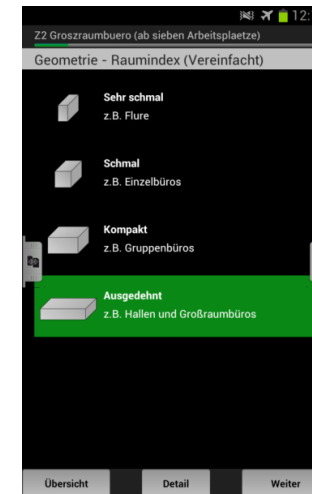 12:
Z2 Groszraumbuero (ab sieben Arbeitsplaetze)
Geometrie - Raumindex (Vereinfacht)
Sehr schmal
z.B. Flure
Schmal
z.B. Einzelbüros
Kompakt
z.B. Gruppenbüros
Ausgedehnt
z.B. Hallen und Großraumbüros
Übersicht
Detail
Weiter